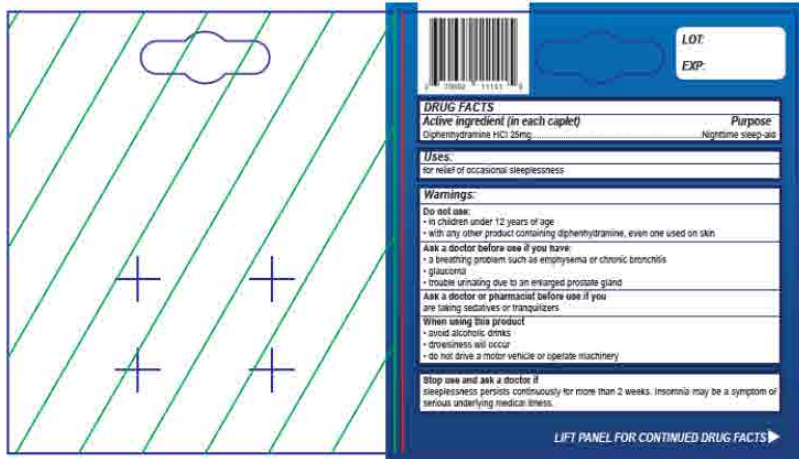 LOT:
EXP:
DRUG FACTS
Active ingredient (in each caplet) Purpose
Diphenhydramine HCl 25mg Nighttime sleep-aid
Uses:
for relief of occasional sleeplessness
Warnings:
Do not use:
• in children under 12 years of age
• with any other product containing diphenhydramine, even one used on skin
Ask a doctor before use if you have:
• a breathing problem such as emphysema or chronic bronchitis
• glaucoma
• trouble urinating due to an enlarged prostate gland
Ask a doctor or pharmacist before use if you
are taking sedatives or tranquilizers
When using this product
• avoid alcoholic drinks
• drowsiness will occur
• do not drive a motor vehicle or operate machinery
Stop use and ask a doctor if
sleeplessness persists continuously for more than 2 weeks. Insomnia may be a symptom of
serious underlying medical illness.
LIFT PANEL FOR CONTINUED DRUG FACTS